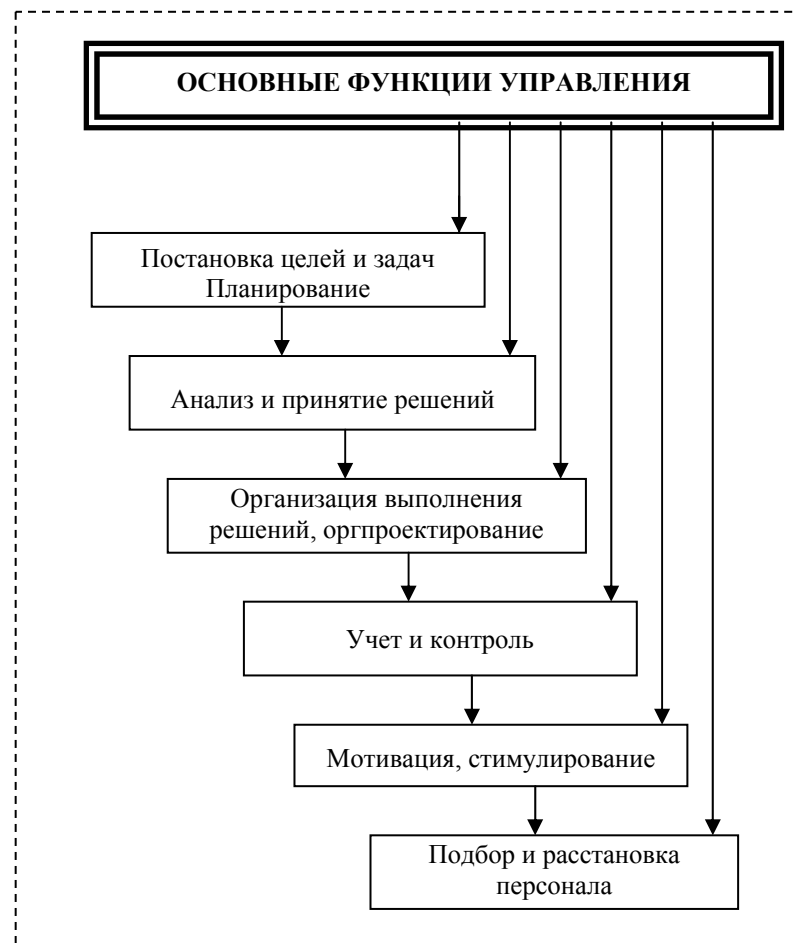 ОСНОВНЫЕ ФУНКЦИИ УПРАВЛЕНИЯ
Постановка целей и задач
Планирование
Анализ и принятие решений
Организация выполнения
решений, оргпроектирование
Учет и контроль
Мотивация, стимулирование
Подбор и расстановка
персонала